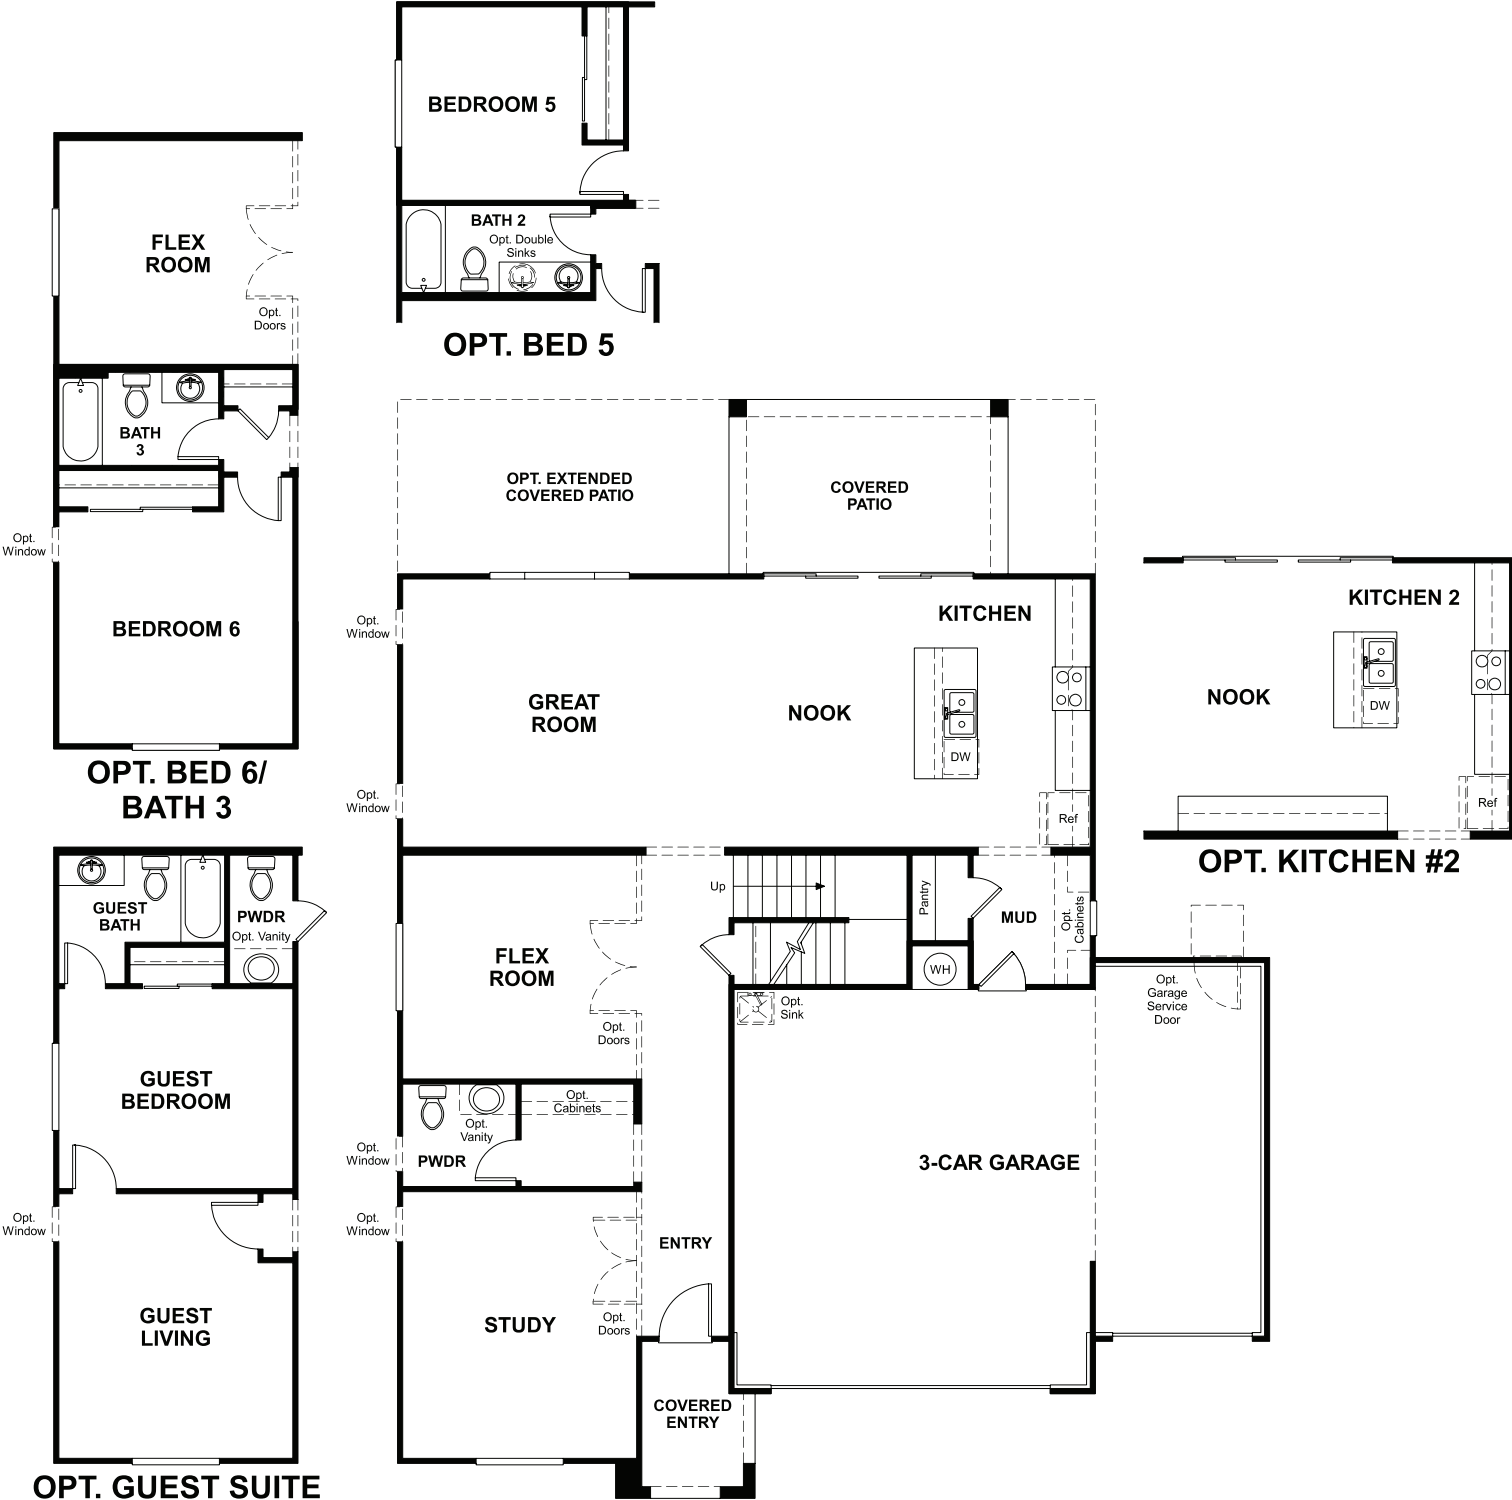 BEDROOM 5
BATH 2
Opt. Double
Sinks
OPT. BED 5
FLEX
ROOM
Opt.
Doors
BATH
3
Opt.
Window
BEDROOM 6
OPT. BED 6/
BATH 3
GUEST
BATH
PWDR
Opt. Vanity
GUEST
BEDROOM
Opt.
Window
GUEST
LIVING
OPT. GUEST SUITE
OPT. EXTENDED
COVERED PATIO
COVERED
PATIO
Opt.
Window
KITCHEN
GREAT
ROOM
NOOK
DW
Opt.
Window
Ref
Up
Pantry
MUD
Opt.
Cabinets
FLEX
ROOM
WH
Opt.
Sink
Opt.
Doors
Opt.
Garage
Service
Door
Opt.
Cabinets
Opt.
Vanity
Opt.
Window
PWDR
3-CAR GARAGE
Opt.
Window
ENTRY
STUDY
Opt.
Doors
COVERED
ENTRY
KITCHEN 2
NOOK
DW
Ref
OPT. KITCHEN #2